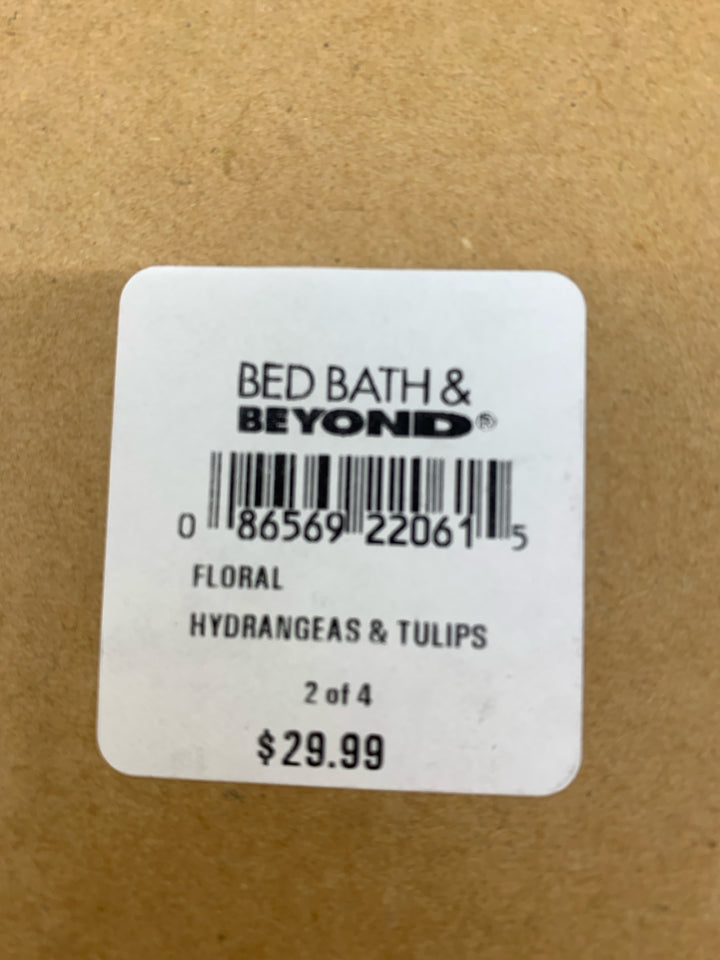 BED BATH &
BEYOND®
0 86569 22061 5
FLORAL
HYDRANGEAS & TULIPS
2 of 4
$29.99